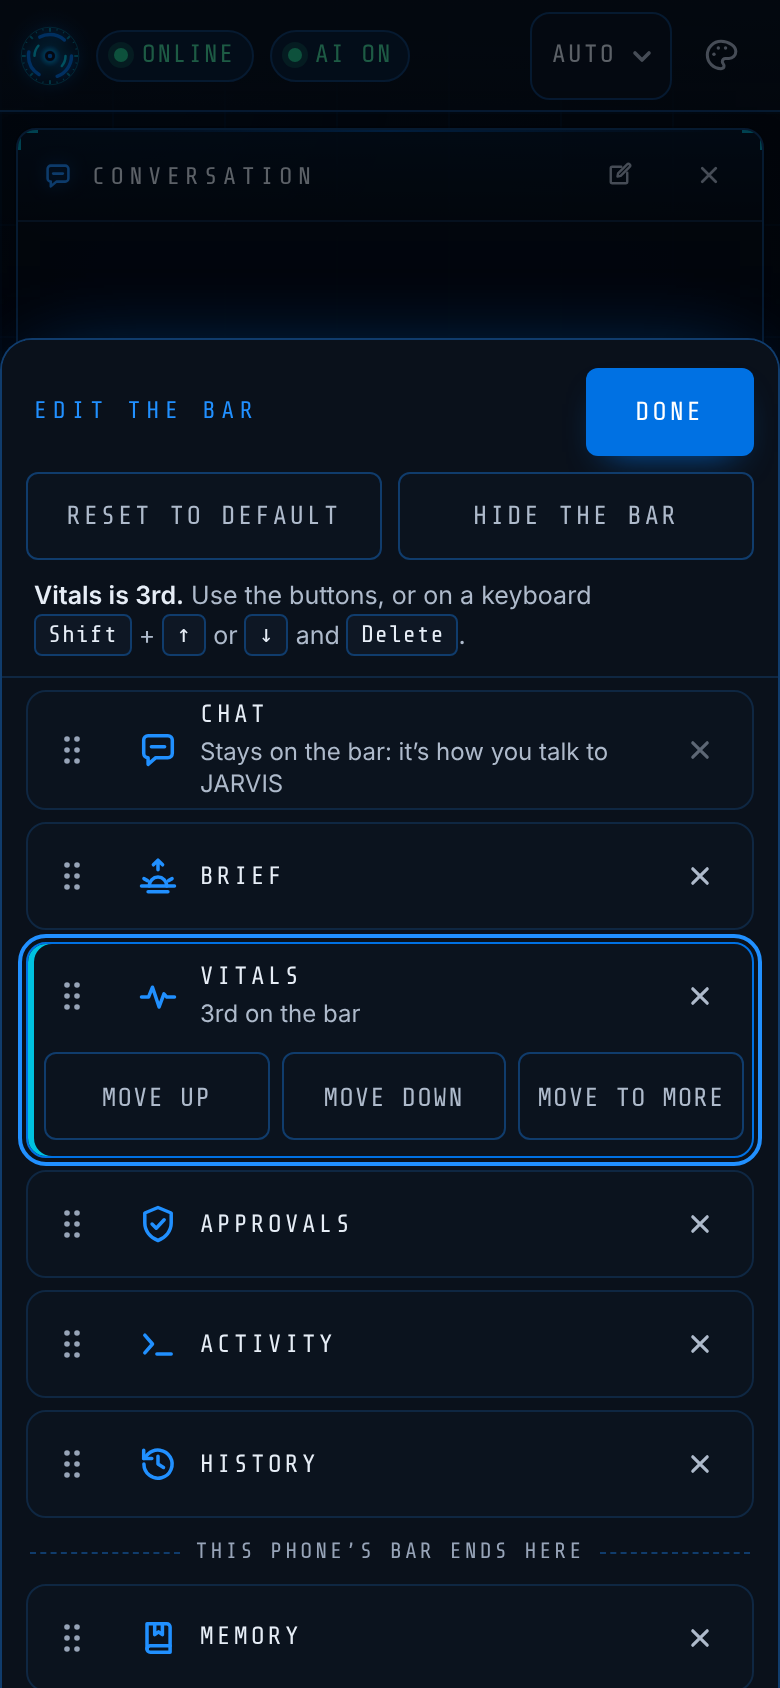 ONLINE
AI ON
AUTO
CONVERSATION
EDIT THE BAR
DONE
RESET TO DEFAULT
HIDE THE BAR
Vitals is 3rd. Use the buttons, or on a keyboard
Shift + ↑ or ↓ and Delete.
CHAT
Stays on the bar: it’s how you talk to
JARVIS
BRIEF
VITALS
3rd on the bar
MOVE UP
MOVE DOWN
MOVE TO MORE
APPROVALS
ACTIVITY
HISTORY
THIS PHONE’S BAR ENDS HERE
MEMORY